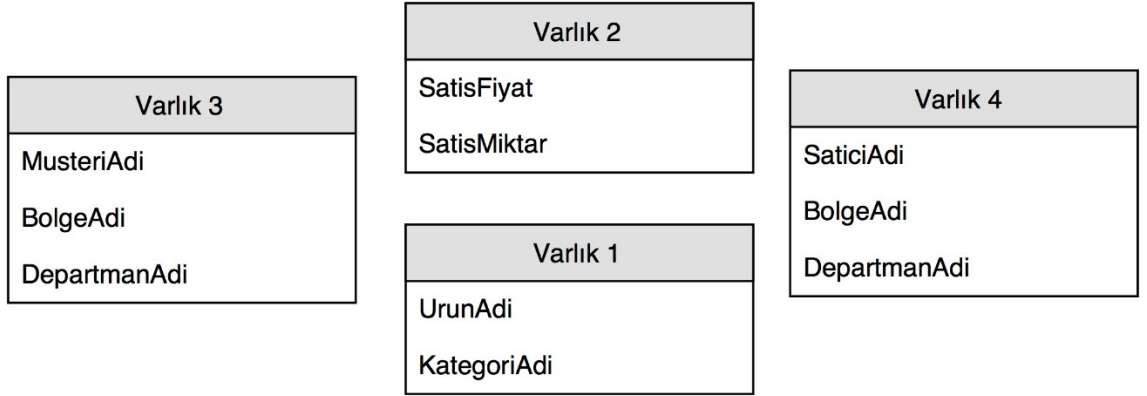 Varlık 3
MusteriAdi
BolgeAdi
DepartmanAdi
Varlık 2
SatisFiyat
SatisMiktar
Varlık 1
UrunAdi
KategoriAdi
Varlık 4
SaticiAdi
BolgeAdi
DepartmanAdi